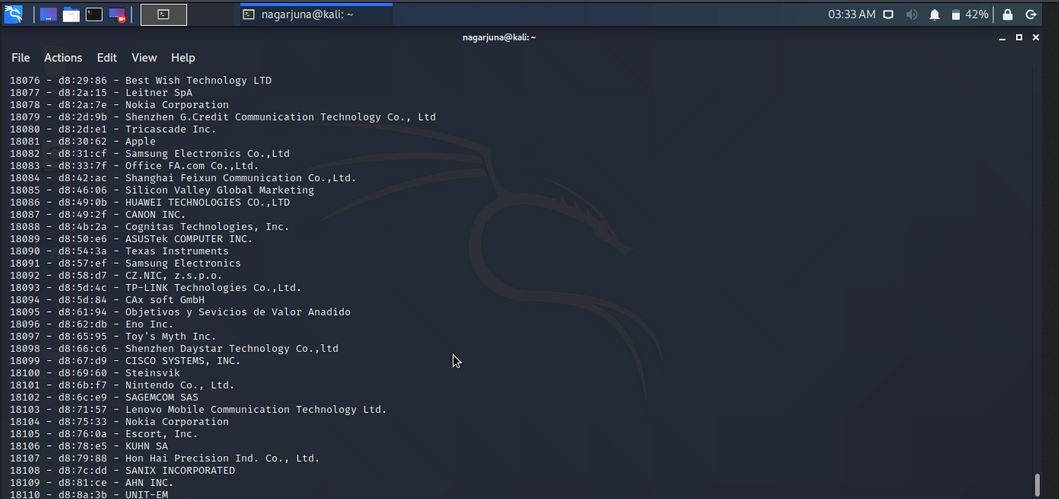 nagarjuna@kali: ~
03:33 AM
42%
nagarjuna@kali: ~
File Actions Edit View Help
18076 - d8:29:86 - Best Wish Technology LTD
18077 - d8:2a:15 - Leitner SpA
18078 - d8:2a:7e - Nokia Corporation
18079 - d8:2d:9b - Shenzhen G.Credit Communication Technology Co., Ltd
18080 - d8:2d:e1 - Tricascade Inc.
18081 - d8:30:62 - Apple
18082 - d8:31:cf - Samsung Electronics Co.,Ltd
18083 - d8:33:7f - Office FA.com Co.,Ltd.
18084 - d8:42:ac - Shanghai Feixun Communication Co.,Ltd.
18085 - d8:46:06 - Silicon Valley Global Marketing
18086 - d8:49:0b - HUAWEI TECHNOLOGIES CO.,LTD
18087 - d8:49:2f - CANON INC.
18088 - d8:4b:2a - Cognitas Technologies, Inc.
18089 - d8:50:e6 - ASUSTek COMPUTER INC.
18090 - d8:54:3a - Texas Instruments
18091 - d8:57:ef - Samsung Electronics
18092 - d8:58:d7 - CZ.NIC, z.s.p.o.
18093 - d8:5d:4c - TP-LINK Technologies Co.,Ltd.
18094 - d8:5d:84 - CAx soft GmbH
18095 - d8:61:94 - Objetivos y Sevicios de Valor Anadido
18096 - d8:62:db - Eno Inc.
18097 - d8:65:95 - Toy's Myth Inc.
18098 - d8:66:c6 - Shenzhen Daystar Technology Co.,ltd
18099 - d8:67:d9 - CISCO SYSTEMS, INC.
18100 - d8:69:60 - Steinsvik
18101 - d8:6b:f7 - Nintendo Co., Ltd.
18102 - d8:6c:e9 - SAGEMCOM SAS
18103 - d8:71:57 - Lenovo Mobile Communication Technology Ltd.
18104 - d8:75:33 - Nokia Corporation
18105 - d8:76:0a - Escort, Inc.
18106 - d8:78:e5 - KUHN SA
18107 - d8:79:88 - Hon Hai Precision Ind. Co., Ltd.
18108 - d8:7c:dd - SANIX INCORPORATED
18109 - d8:81:ce - AHN INC.
18110 - d8:8a:3b - UNIT-EM